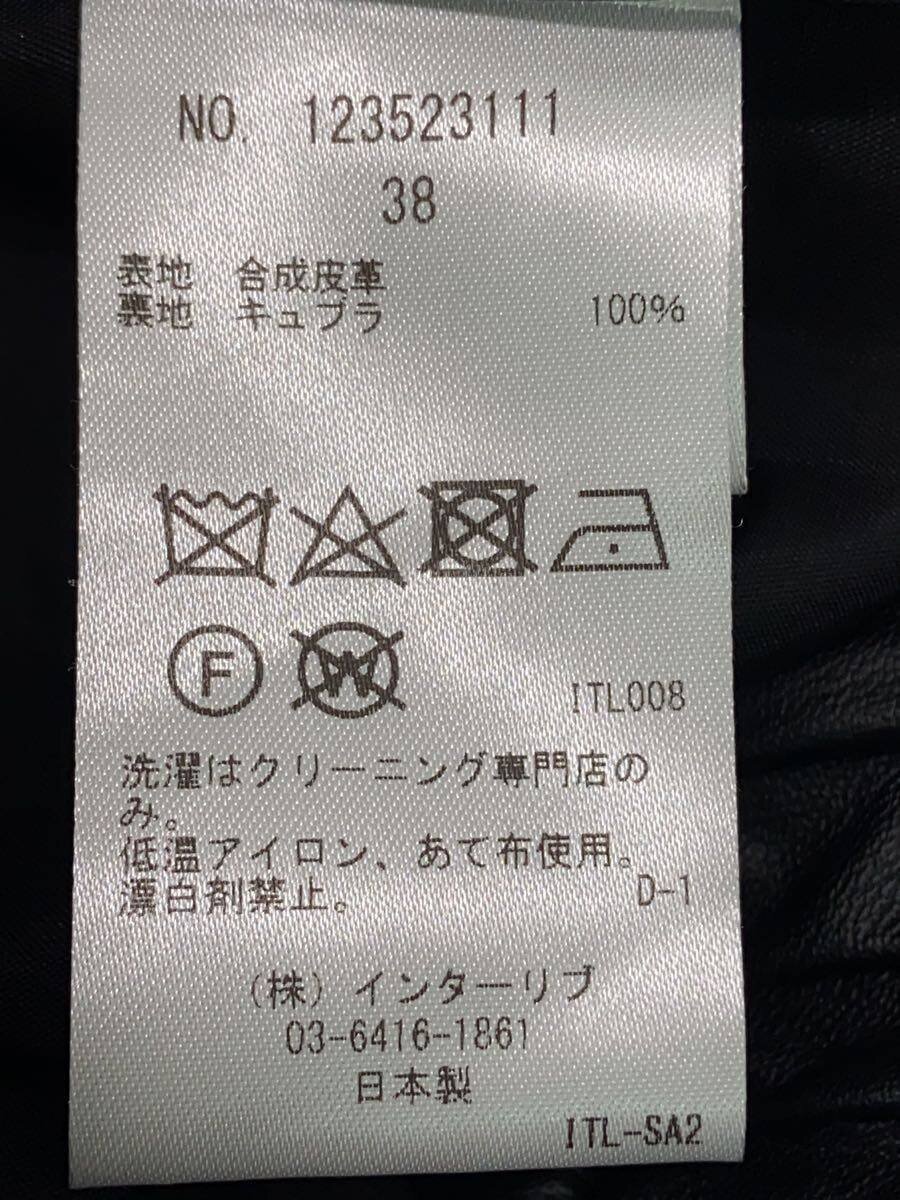 NO. 123523111
38
表地 合成皮革
裏地 キュプラ 100%
F W
ITL008
洗濯はクリーニング専門店の
み。
低温アイロン、あて布使用。
漂白剤禁止。 D-1
(株)インターリブ
03-6416-1861
日本製
ITL-SA2